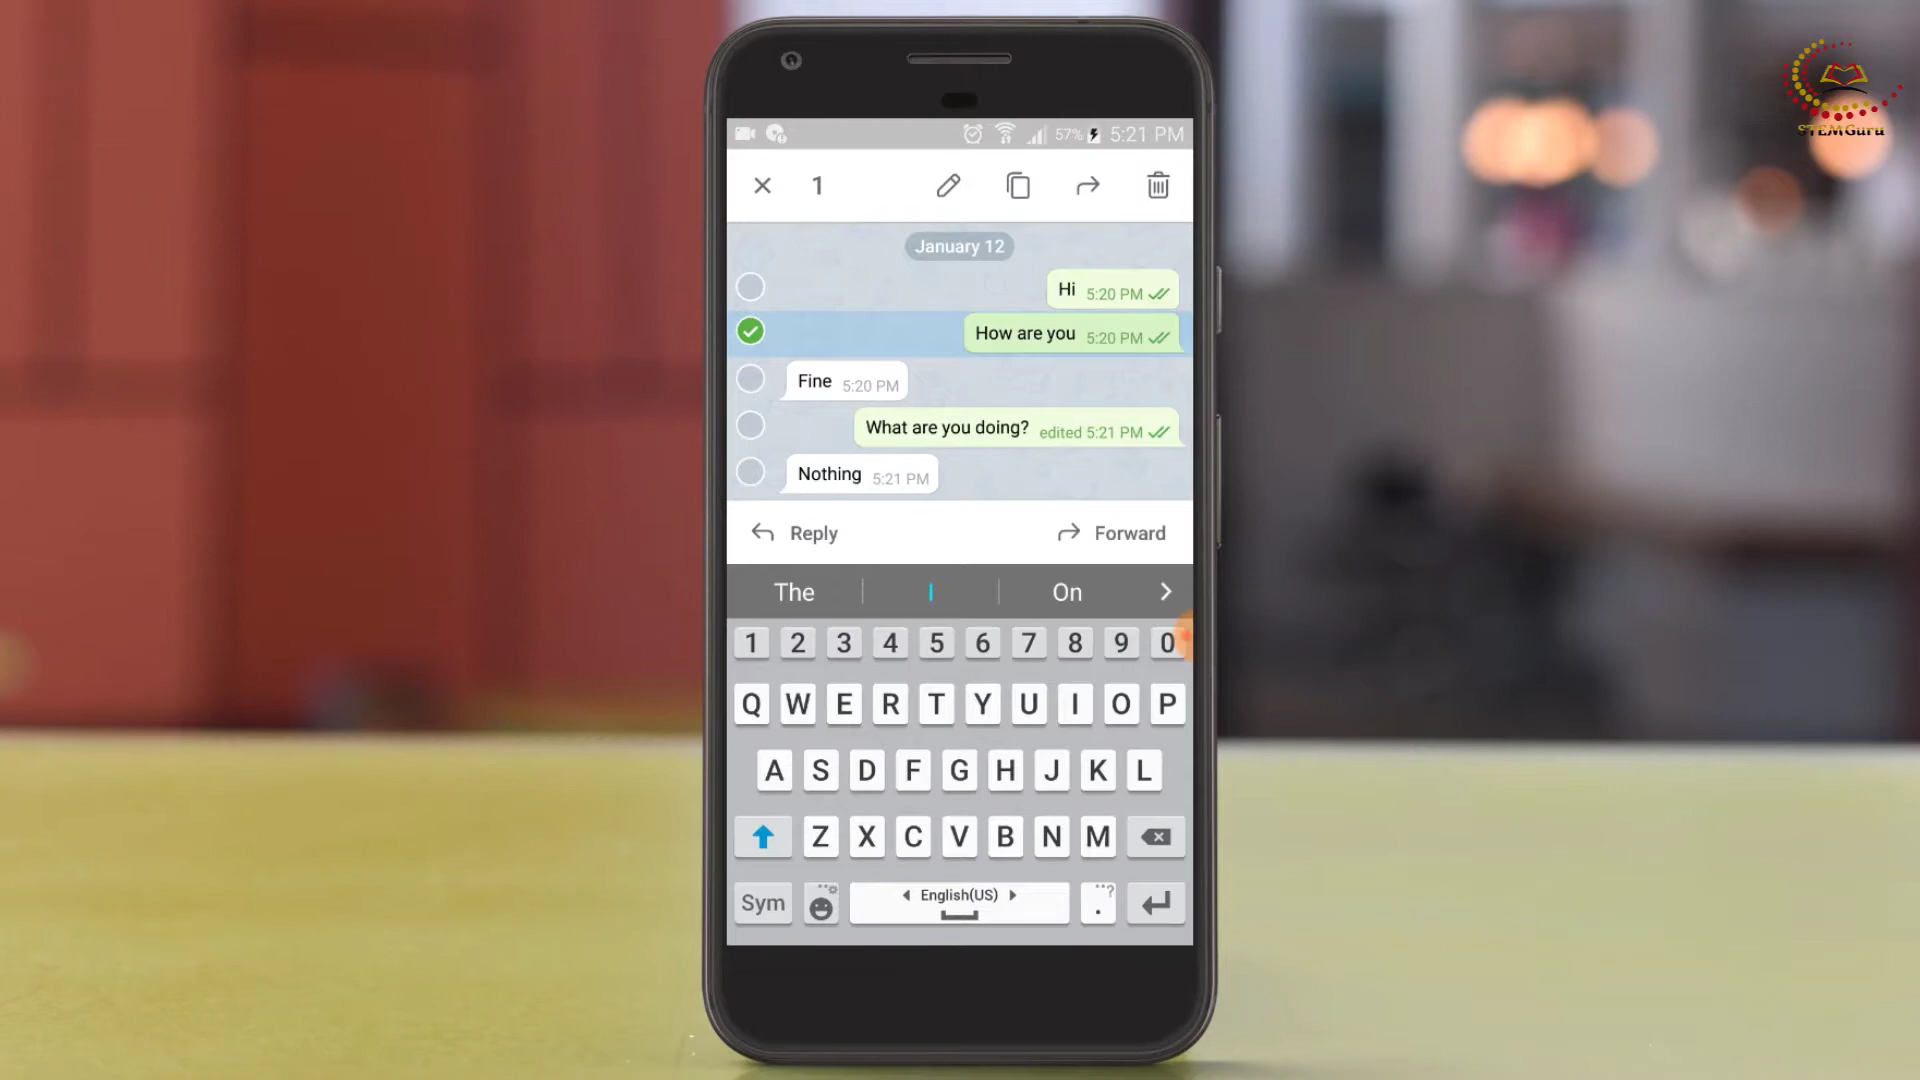 STEMGuru
57% 5:21 PM
1
January 12
Hi 5:20 PM
How are you 5:20 PM
Fine 5:20 PM
What are you doing? edited 5:21 PM
Nothing 5:21 PM
Reply Forward
The I On
1 2 3 4 5 6 7 8 9 0
Q W E R T Y U I O P
A S D F G H J K L
Z X C V B N M
Sym English(US) . ?